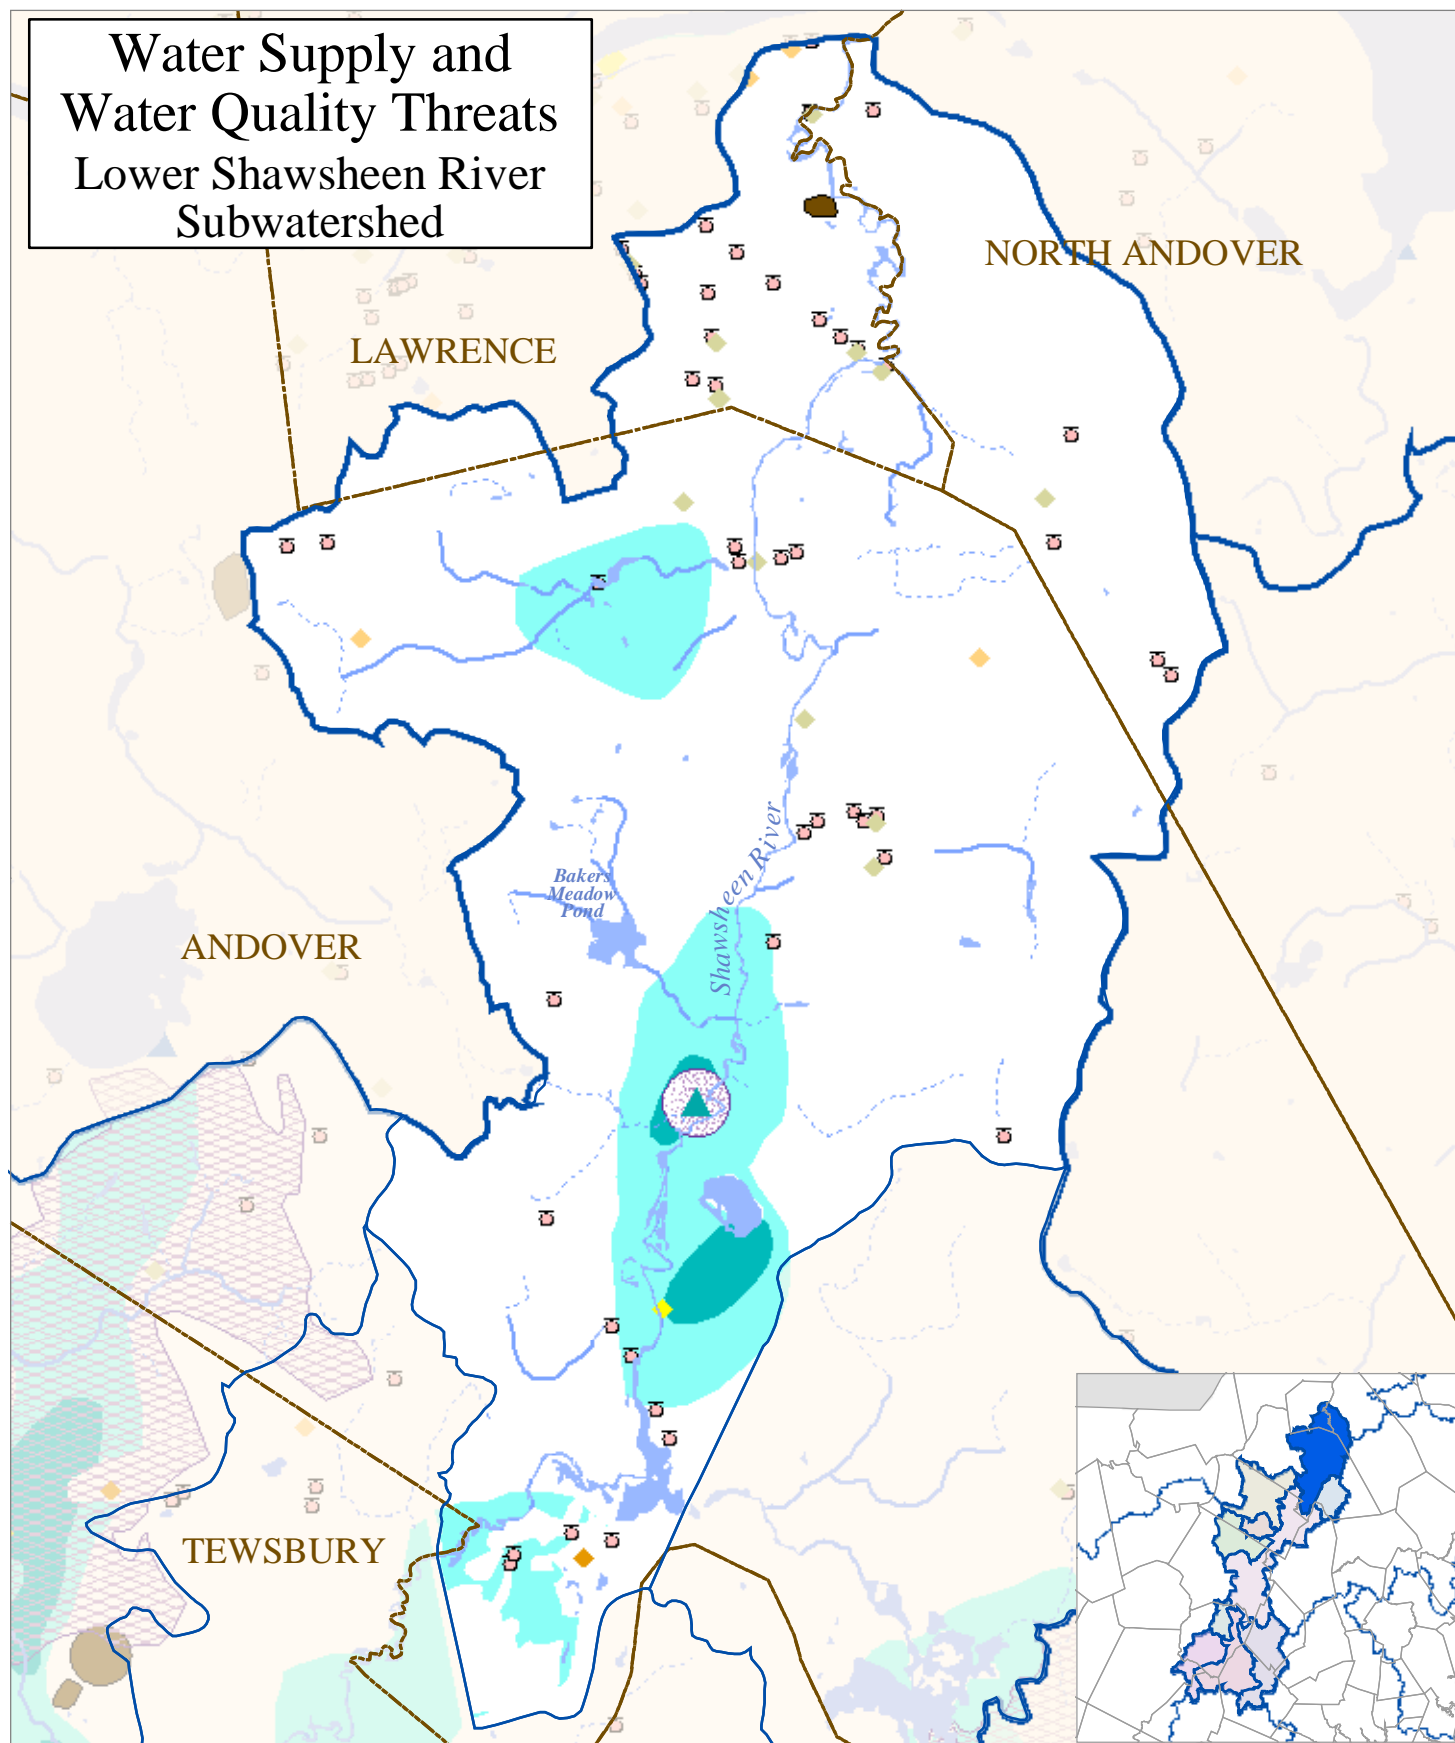 Water Supply and
Water Quality Threats
Lower Shawsheen River
Subwatershed
NORTH ANDOVER
LAWRENCE
Shawsheen River
Bakers
Meadow
Pond
ANDOVER
TEWSBURY